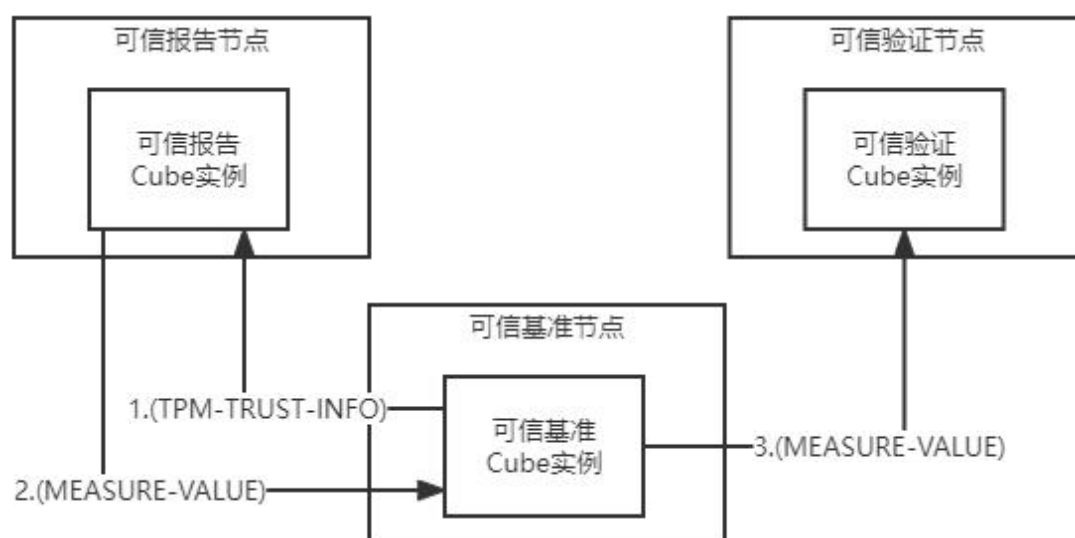 可信报告节点
可信验证节点
可信报告
Cube实例
可信验证
Cube实例
可信基准节点
1.(TPM-TRUST-INFO)
可信基准
Cube实例
3.(MEASURE-VALUE)
2.(MEASURE-VALUE)